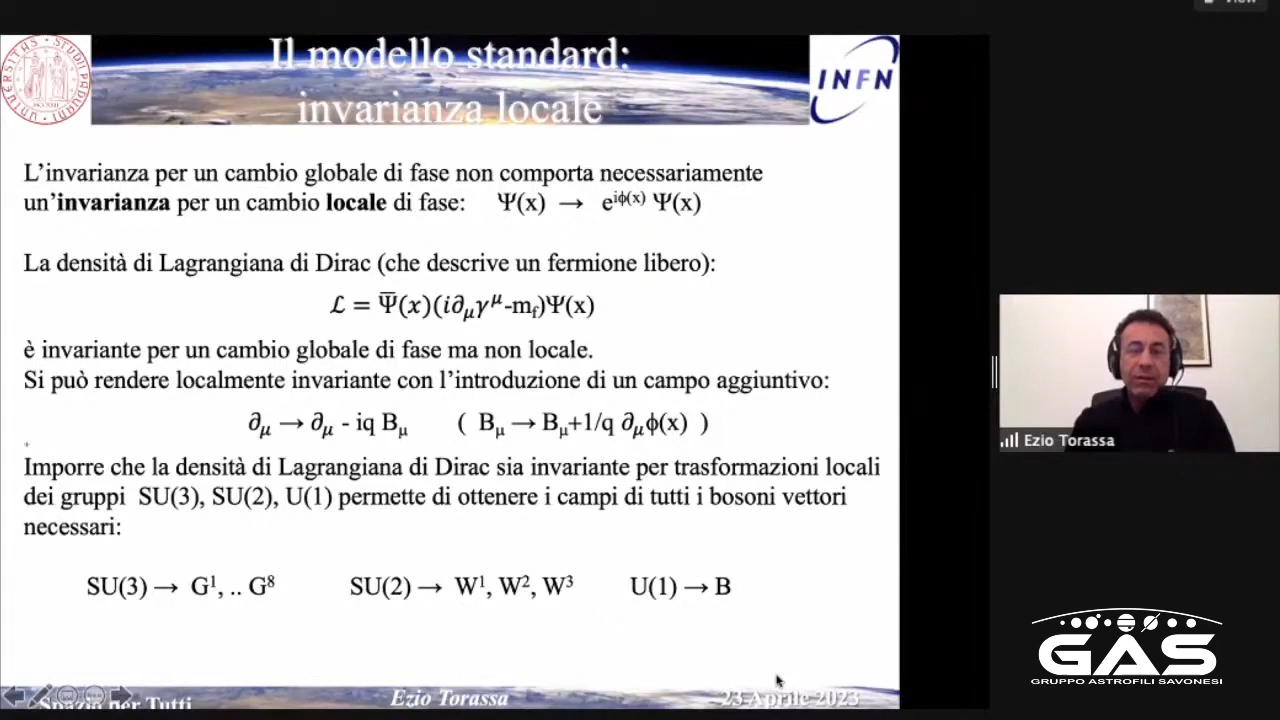 Il modello standard:
invarianza locale
INFN
L’invarianza per un cambio globale di fase non comporta necessariamente
un’invarianza per un cambio locale di fase: Ψ(x) → e^{iϕ(x)} Ψ(x)
La densità di Lagrangiana di Dirac (che descrive un fermione libero):
ℒ = Ψ̅(x)(i∂_μγ^μ-m_f)Ψ(x)
è invariante per un cambio globale di fase ma non locale.
Si può rendere localmente invariante con l’introduzione di un campo aggiuntivo:
∂_μ → ∂_μ - iq B_μ ( B_μ → B_μ+1/q ∂_μϕ(x) )
Imporre che la densità di Lagrangiana di Dirac sia invariante per trasformazioni locali
dei gruppi SU(3), SU(2), U(1) permette di ottenere i campi di tutti i bosoni vettori
necessari:
SU(3) → G¹, .. G⁸ SU(2) → W¹, W², W³ U(1) → B
Spazio per Tutti Ezio Torassa 23 Aprile 2023
Ezio Torassa
GAS
GRUPPO ASTROFILI SAVONESI